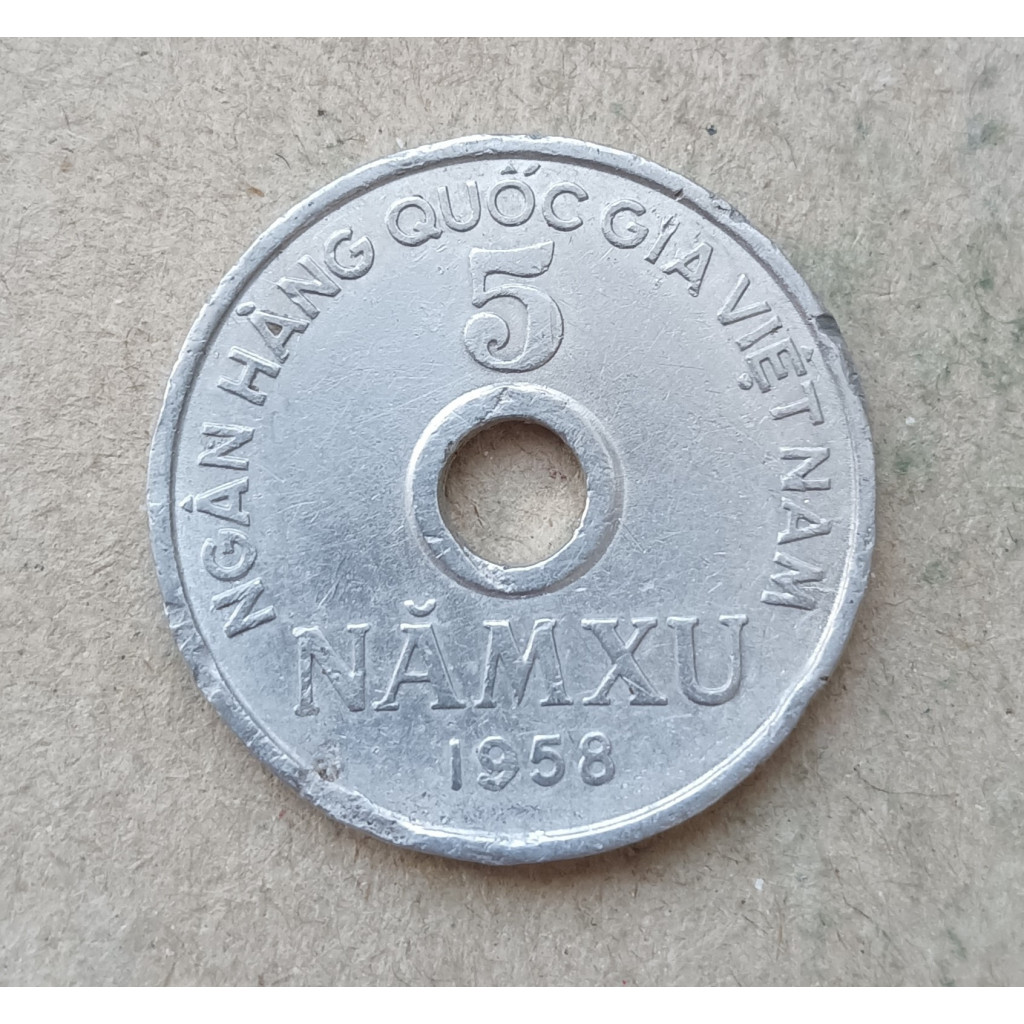 NGÂN HÀNG QUỐC GIA VIỆT NAM
5
NĂM XU
1958